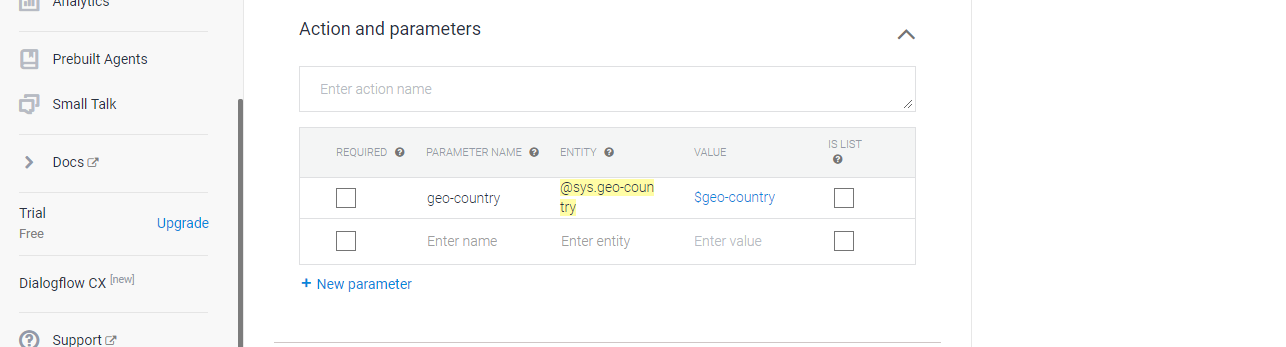 Analytics
Action and parameters
Prebuilt Agents
Enter action name
Small Talk
REQUIRED PARAMETER NAME ENTITY VALUE IS LIST
Docs
geo-country @sys.geo-coun
try $geo-country
Trial
Free
Upgrade
Enter name Enter entity Enter value
Dialogflow CX [new]
+ New parameter
Support